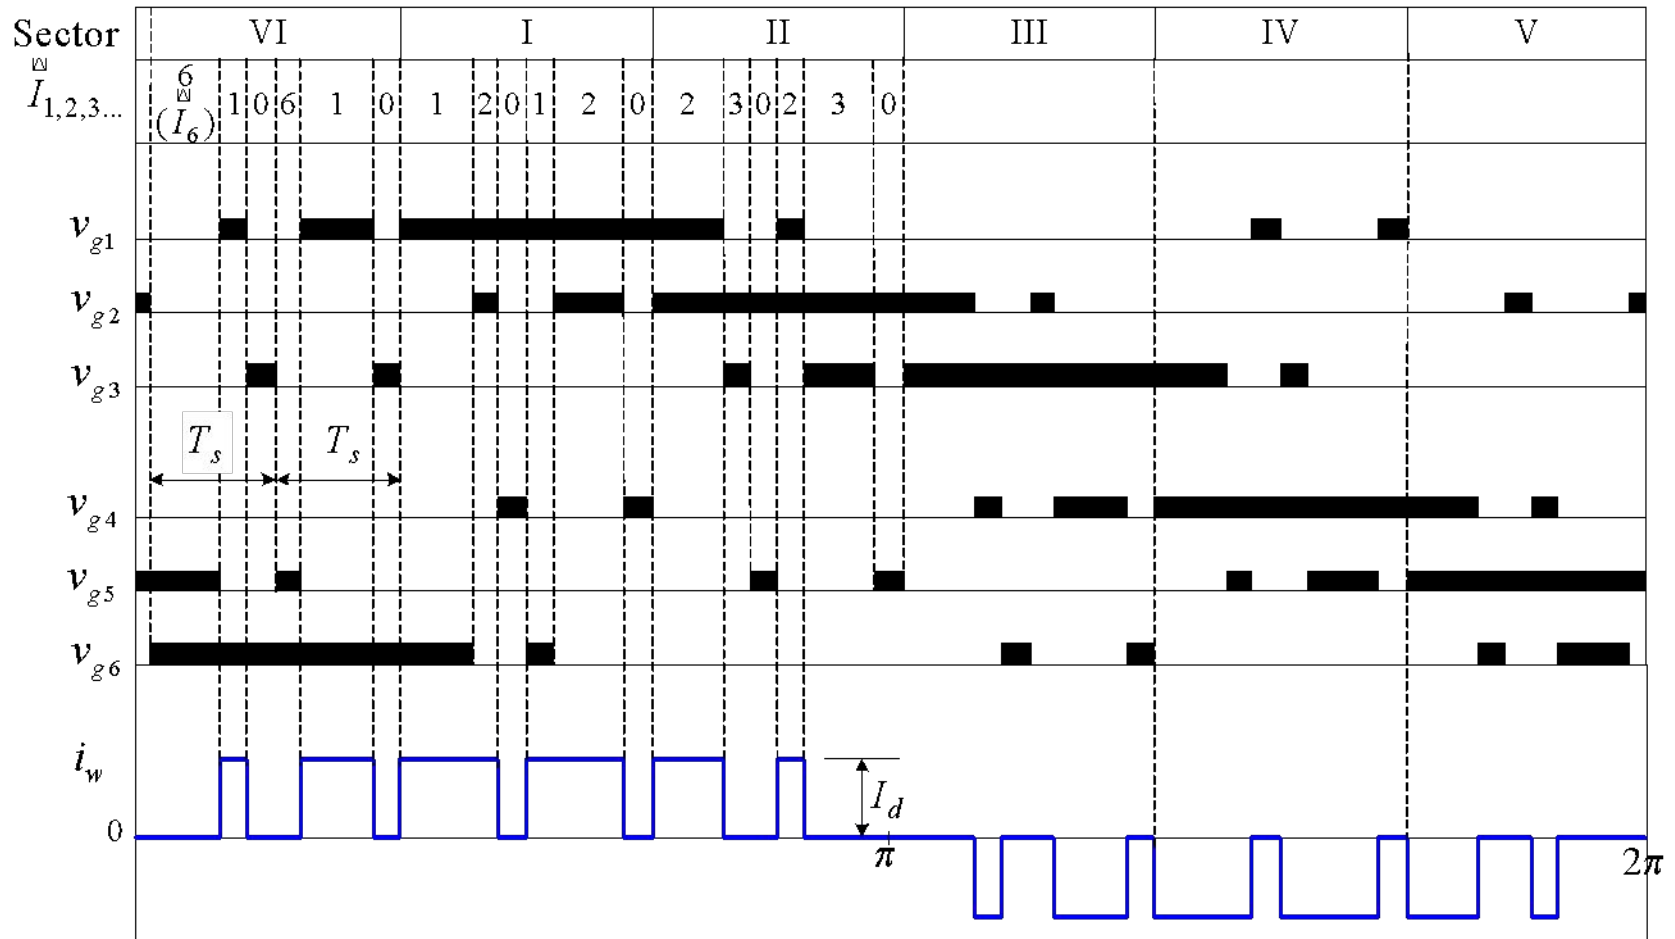 Sector VI I II III IV V
I1,2,3... 6 (I6) 1 0 6 1 0 1 2 0 1 2 0 2 3 0 2 3 0
vg1
vg2
vg3
Ts Ts
vg4
vg5
vg6
iw
Id
0
π 2π